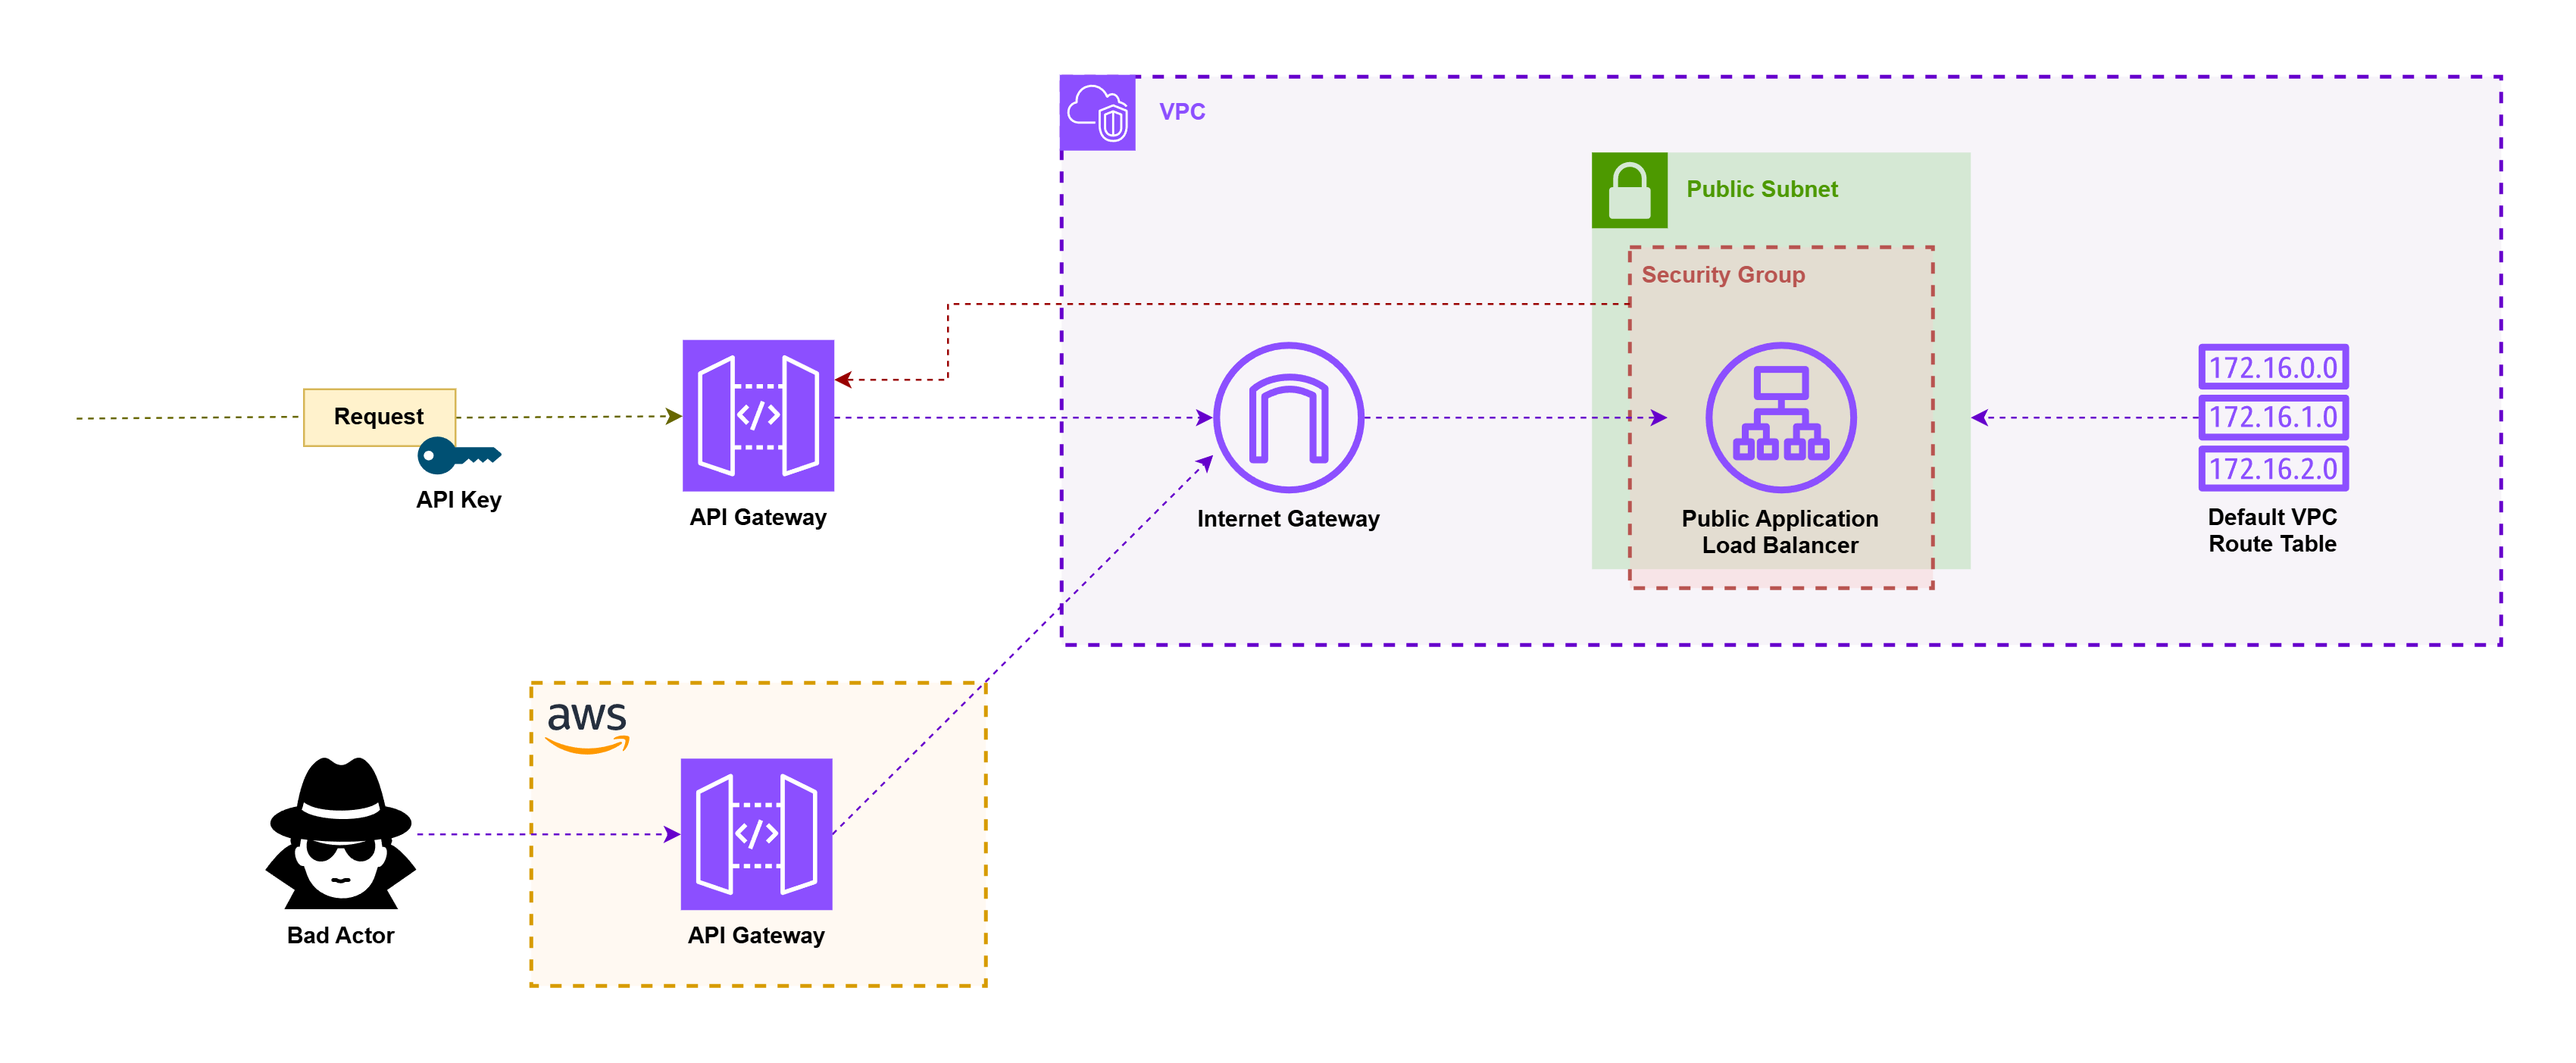 VPC
Public Subnet
Security Group
Request
API Key
API Gateway
Internet Gateway
Public Application
Load Balancer
172.16.0.0
172.16.1.0
172.16.2.0
Default VPC
Route Table
aws
Bad Actor
API Gateway